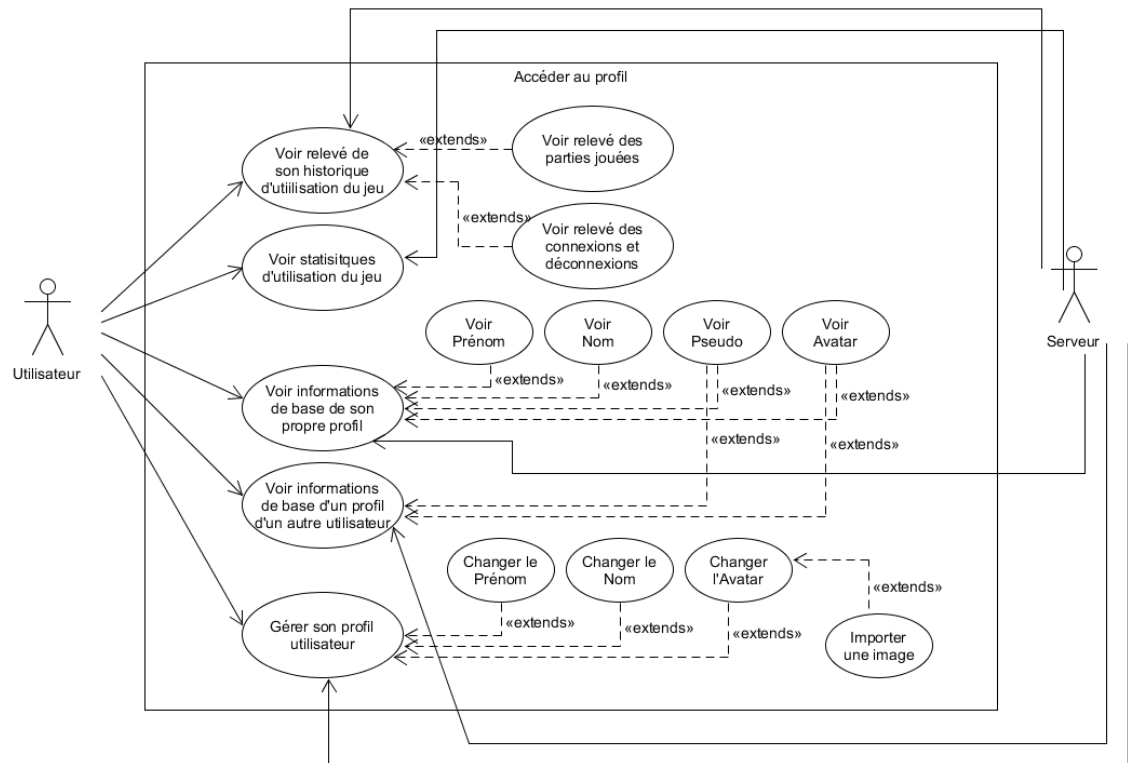 Accéder au profil
Voir relevé de
son historique
d'utiilisation du jeu
«extends»
Voir relevé des
parties jouées
«extends»
Voir relevé des
connexions et
déconnexions
Voir statisitques
d'utilisation du jeu
Utilisateur
Serveur
Voir
Prénom
Voir
Nom
Voir
Pseudo
Voir
Avatar
«extends»
«extends»
«extends»
«extends»
Voir informations
de base de son
propre profil
«extends»
«extends»
Voir informations
de base d'un profil
d'un autre utilisateur
Changer le
Prénom
Changer le
Nom
Changer
l'Avatar
«extends»
«extends»
«extends»
«extends»
Gérer son profil
utilisateur
Importer
une image